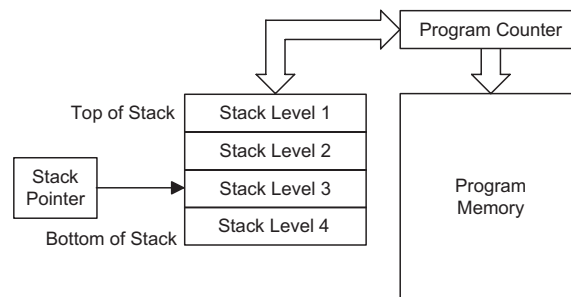 Program Counter
Top of Stack
Stack Level 1
Stack Level 2
Stack
Pointer
Stack Level 3
Program
Memory
Bottom of Stack
Stack Level 4